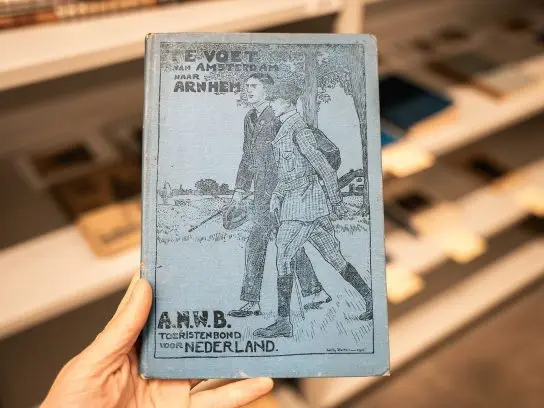 TE VOET
VAN AMSTERDAM
NAAR
ARNHEM
A.N.W.B.
TOERISTENBOND
VOOR NEDERLAND.